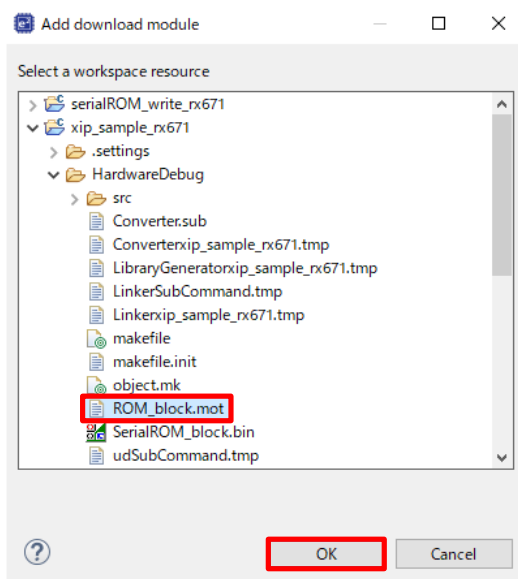 Add download module
Select a workspace resource
serialROM_write_rx671
xip_sample_rx671
.settings
HardwareDebug
src
Converter.sub
Converterxip_sample_rx671.tmp
LibraryGeneratorxip_sample_rx671.tmp
LinkerSubCommand.tmp
Linkerxip_sample_rx671.tmp
makefile
makefile.init
object.mk
ROM_block.mot
SerialROM_block.bin
udSubCommand.tmp
OK
Cancel